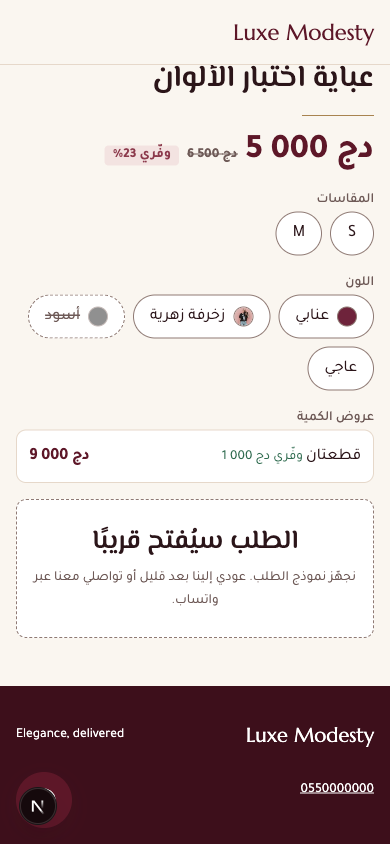 Luxe Modesty
عباية اختبار الألوان
5 000 دج 6 500 دج وفّري 23%
المقاسات
S M
اللون
عنابي زخرفة زهرية أسود
عاجي
عروض الكمية
قطعتان وفّري دج 000 1 9 000 دج
الطلب سيُفتح قريبًا
نجهّز نموذج الطلب. عودي إلينا بعد قليل أو تواصلي معنا عبر
واتساب.
Luxe Modesty Elegance, delivered
0550000000
N